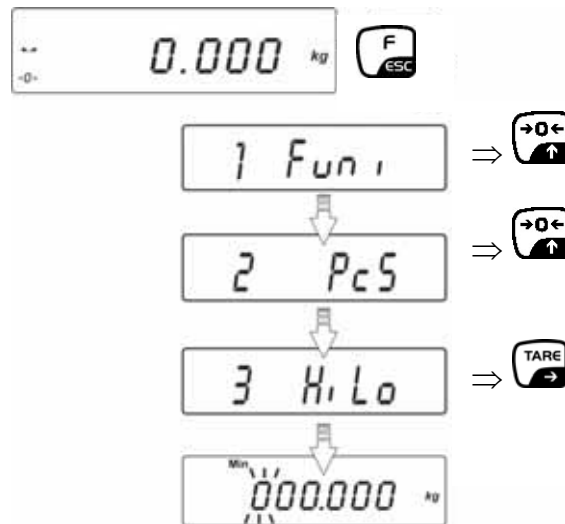 0.000 kg
-0-
F
ESC
1 Funi
⇒ →0←
↑
2 PcS
⇒ →0←
↑
3 HiLo
⇒ TARE
→
Min
000.000 kg